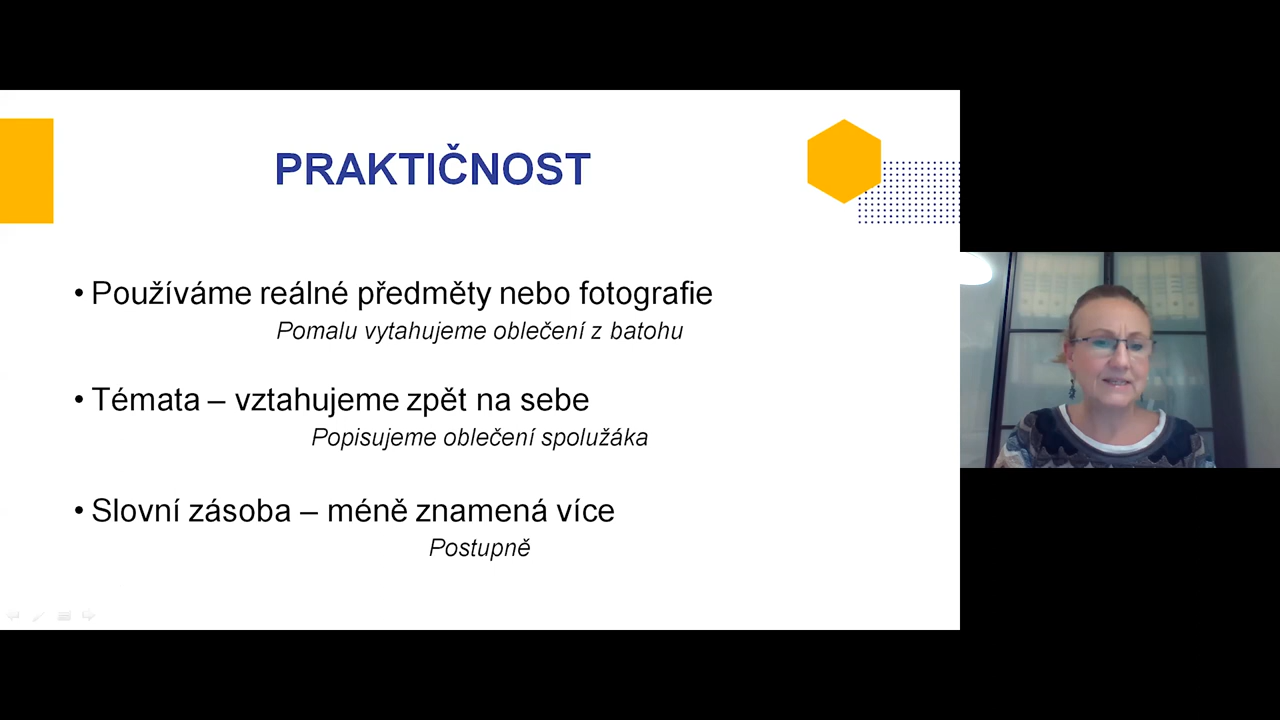 PRAKTIČNOST
• Používáme reálné předměty nebo fotografie
Pomalu vytahujeme oblečení z batohu
• Témata – vztahujeme zpět na sebe
Popisujeme oblečení spolužáka
• Slovní zásoba – méně znamená více
Postupně